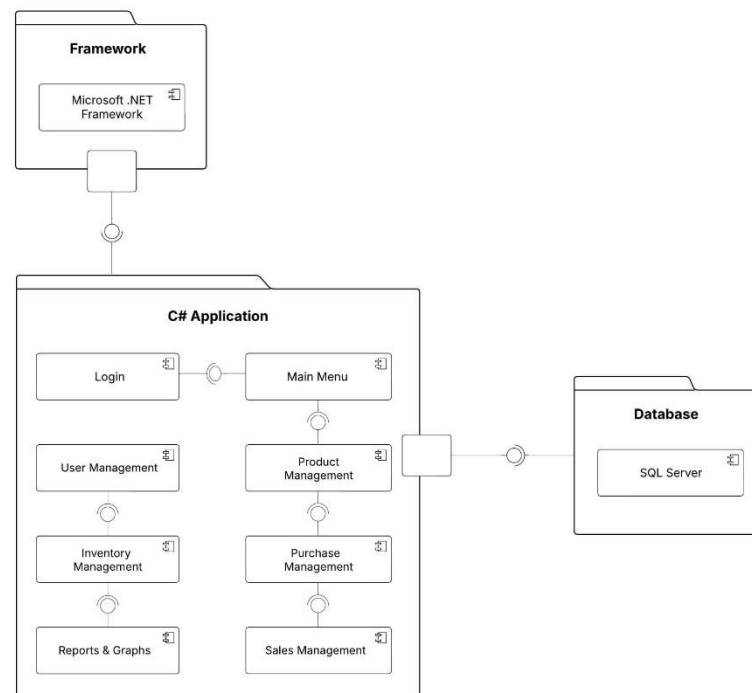 Framework
Microsoft .NET
Framework
C# Application
Login
Main Menu
User Management
Product
Management
Inventory
Management
Purchase
Management
Reports & Graphs
Sales Management
Database
SQL Server